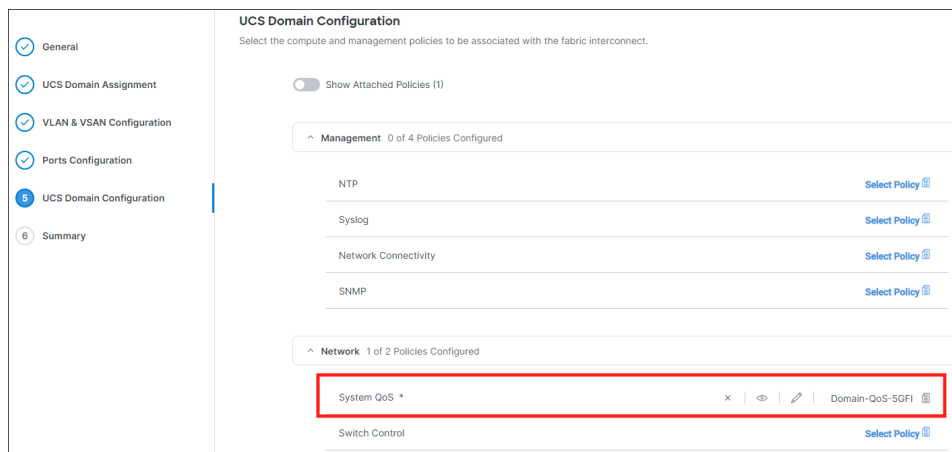 UCS Domain Configuration
Select the compute and management policies to be associated with the fabric interconnect.
General
UCS Domain Assignment
VLAN & VSAN Configuration
Ports Configuration
5 UCS Domain Configuration
6 Summary
Show Attached Policies (1)
Management 0 of 4 Policies Configured
NTP Select Policy
Syslog Select Policy
Network Connectivity Select Policy
SNMP Select Policy
Network 1 of 2 Policies Configured
System QoS * Domain-QoS-5GFI
Switch Control Select Policy